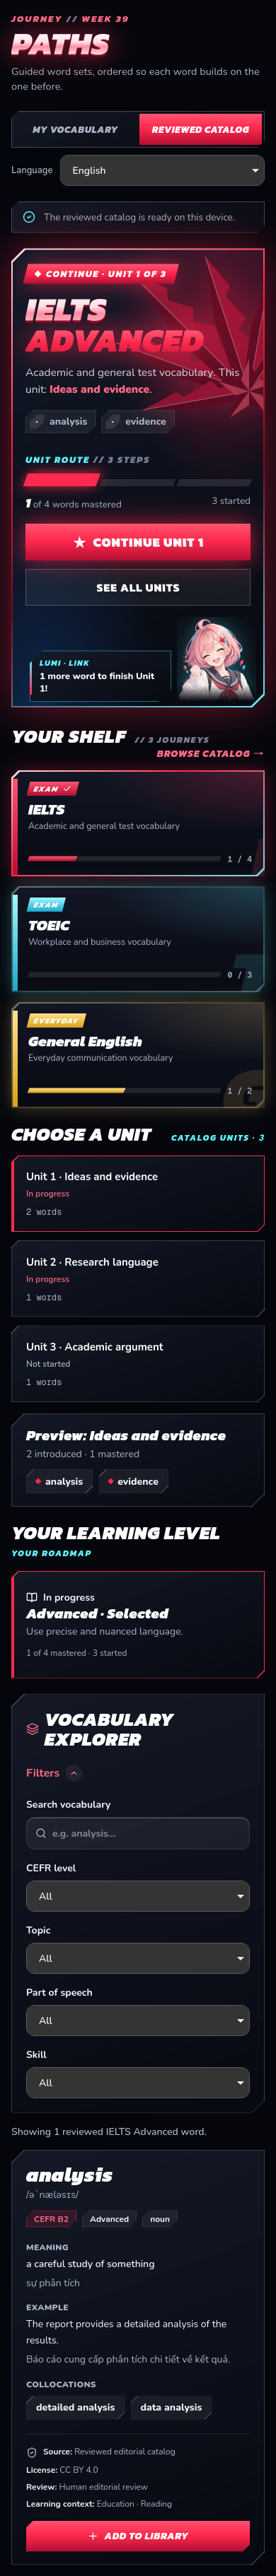 JOURNEY // WEEK 39
PATHS
Guided word sets, ordered so each word builds on the
one before.
MY VOCABULARY
REVIEWED CATALOG
Language
English
The reviewed catalog is ready on this device.
CONTINUE · UNIT 1 OF 3
IELTS
ADVANCED
Academic and general test vocabulary. This
unit: Ideas and evidence.
analysis
evidence
UNIT ROUTE // 3 STEPS
1 of 4 words mastered
3 started
★ CONTINUE UNIT 1
SEE ALL UNITS
LUMI · LINK
1 more word to finish Unit
1!
YOUR SHELF // 3 JOURNEYS
BROWSE CATALOG →
EXAM ✓
IELTS
Academic and general test vocabulary
1 / 4
EXAM
TOEIC
Workplace and business vocabulary
0 / 3
EVERYDAY
General English
Everyday communication vocabulary
1 / 2
CHOOSE A UNIT
CATALOG UNITS · 3
Unit 1 · Ideas and evidence
In progress
2 words
Unit 2 · Research language
In progress
1 words
Unit 3 · Academic argument
Not started
1 words
Preview: Ideas and evidence
2 introduced · 1 mastered
analysis
evidence
YOUR LEARNING LEVEL
YOUR ROADMAP
In progress
Advanced · Selected
Use precise and nuanced language.
1 of 4 mastered · 3 started
VOCABULARY
EXPLORER
Filters
Search vocabulary
e.g. analysis...
CEFR level
All
Topic
All
Part of speech
All
Skill
All
Showing 1 reviewed IELTS Advanced word.
analysis
/əˈnæləsɪs/
CEFR B2
Advanced
noun
MEANING
a careful study of something
sự phân tích
EXAMPLE
The report provides a detailed analysis of the
results.
Báo cáo cung cấp phân tích chi tiết về kết quả.
COLLOCATIONS
detailed analysis
data analysis
Source: Reviewed editorial catalog
License: CC BY 4.0
Review: Human editorial review
Learning context: Education · Reading
+ ADD TO LIBRARY